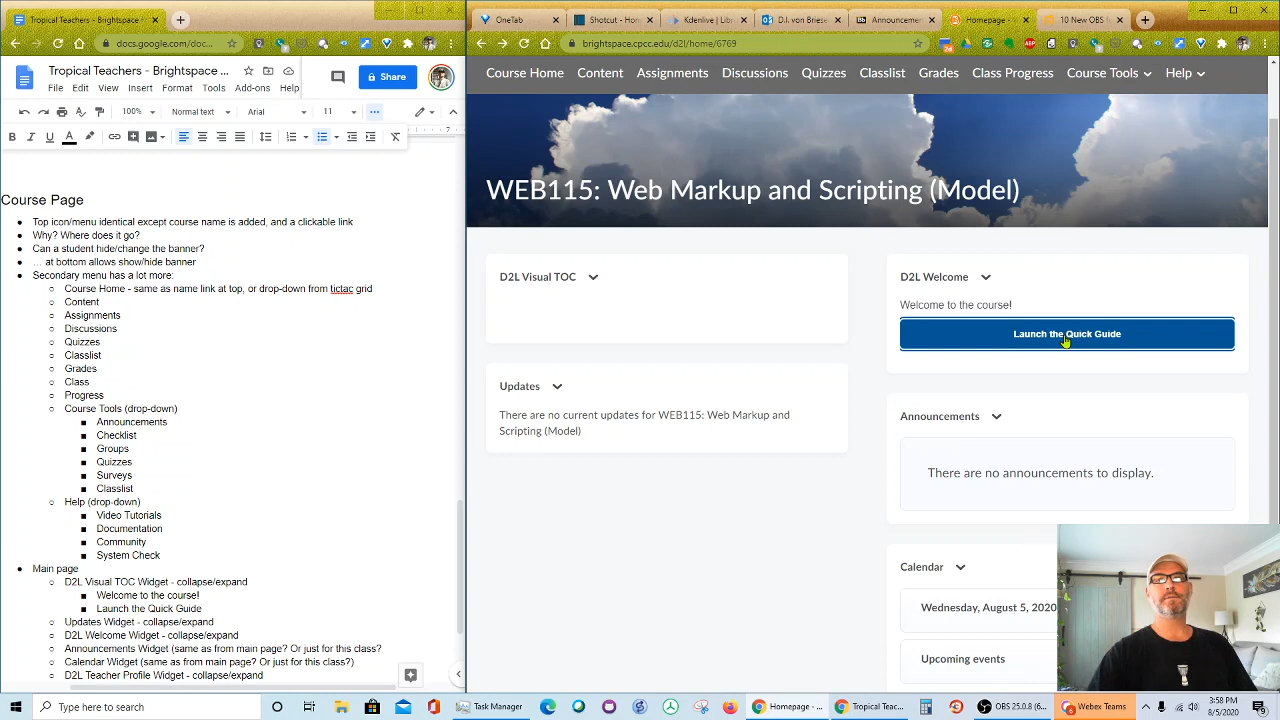 Tropical Teachers - Brightspace
docs.google.com/doc...
Tropical Teachers - Brightspace ...
Share
File Edit View Insert Format Tools Add-ons Help
100% Normal text Arial 11
Course Page
Top icon/menu identical except course name is added, and a clickable link
Why? Where does it go?
Can a student hide/change the banner?
... at bottom allows show/hide banner
Secondary menu has a lot more:
Course Home - same as name link at top, or drop-down from tictac grid
Content
Assignments
Discussions
Quizzes
Classlist
Grades
Class
Progress
Course Tools (drop-down)
Announcements
Checklist
Groups
Quizzes
Surveys
Classlist
Help (drop-down)
Video Tutorials
Documentation
Community
System Check
Main page
D2L Visual TOC Widget - collapse/expand
Welcome to the course!
Launch the Quick Guide
Updates Widget - collapse/expand
D2L Welcome Widget - collapse/expand
Announcements Widget (same as from main page? Or just for this class?
Calendar Widget (same as from main page? Or just for this class?)
D2L Teacher Profile Widget - collapse/expand
OneTab Shotcut - Hom Kdenlive | Libr D.I. von Briese Announcement Homepage - V 10 New OBS
brightspace.cpcc.edu/d2l/home/6769
Course Home Content Assignments Discussions Quizzes Classlist Grades Class Progress Course Tools Help
WEB115: Web Markup and Scripting (Model)
D2L Visual TOC
Updates
There are no current updates for WEB115: Web Markup and
Scripting (Model)
D2L Welcome
Welcome to the course!
Launch the Quick Guide
Announcements
There are no announcements to display.
Calendar
Wednesday, August 5, 2020
Upcoming events
Type here to search
Task Manager
Homepage - ...
Tropical Teac...
OBS 25.0.8 (6...
Webex Teams
3:58 PM
8/5/2020